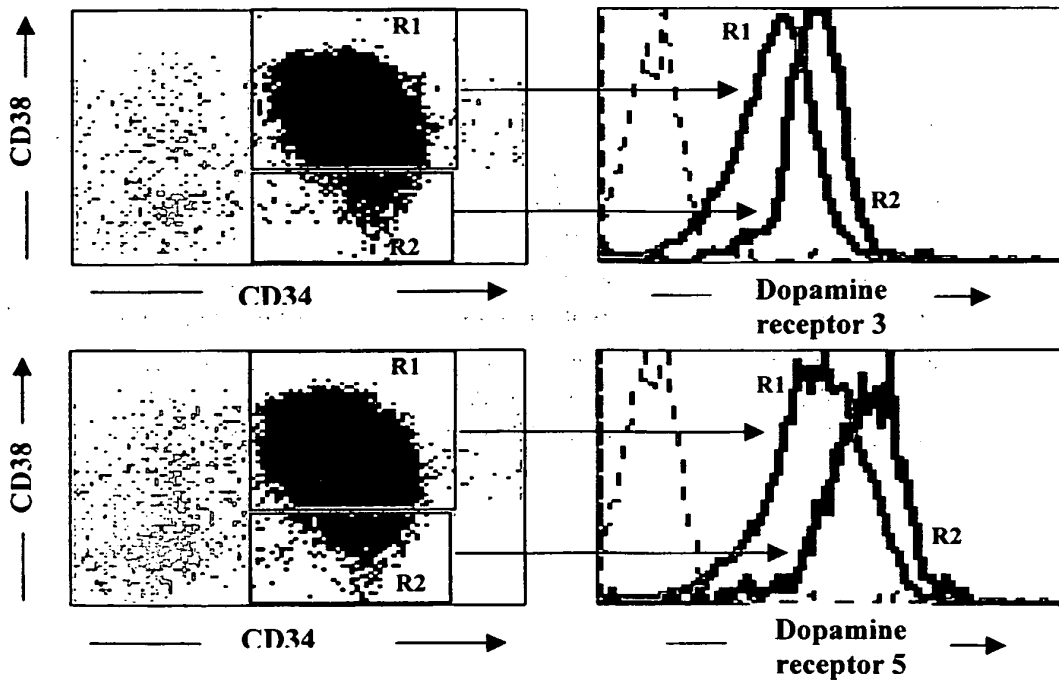 R1
CD38
R2
CD34
R1
R2
Dopamine
receptor 3
R1
CD38
R2
CD34
R1
R2
Dopamine
receptor 5